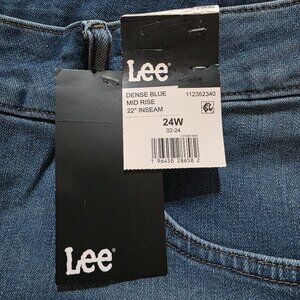 Lee
DENSE BLUE 112352340
MID RISE
22" INSEAM
24W
02-24
1 96458 28658 2
Lee